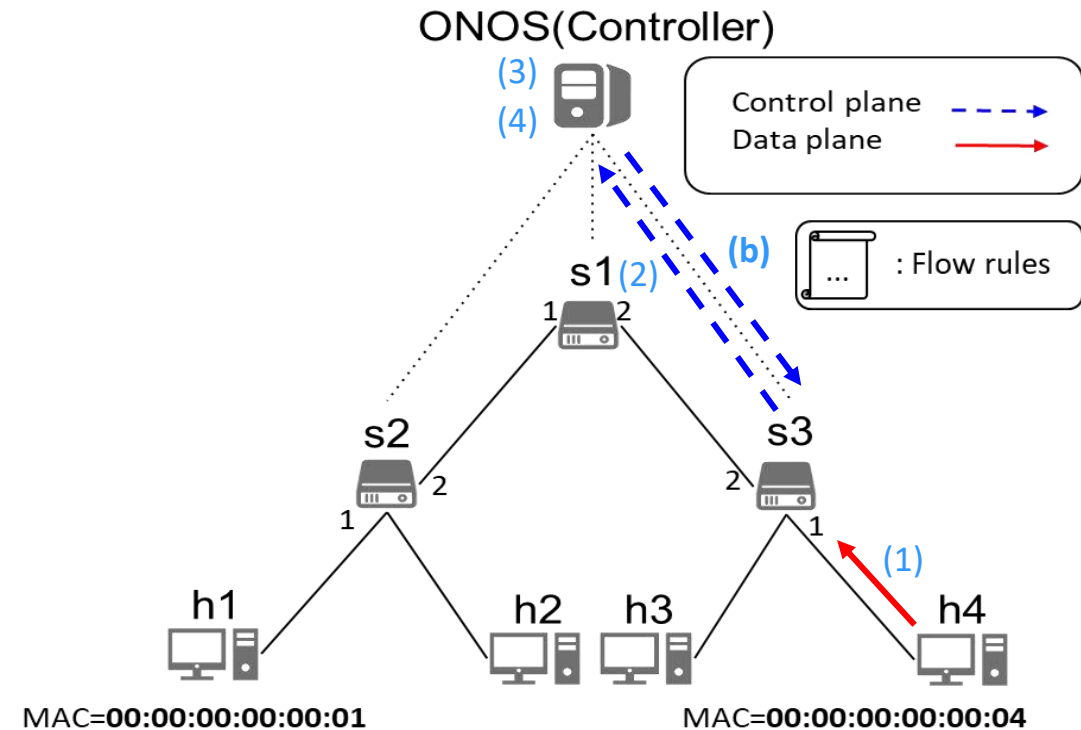 ONOS(Controller)
(3)
(4)
Control plane
Data plane
(b)
... : Flow rules
s1 (2)
1 2
s2
s3
2
2
1
1
(1)
h1
h2
h3
h4
MAC=00:00:00:00:00:01
MAC=00:00:00:00:00:04